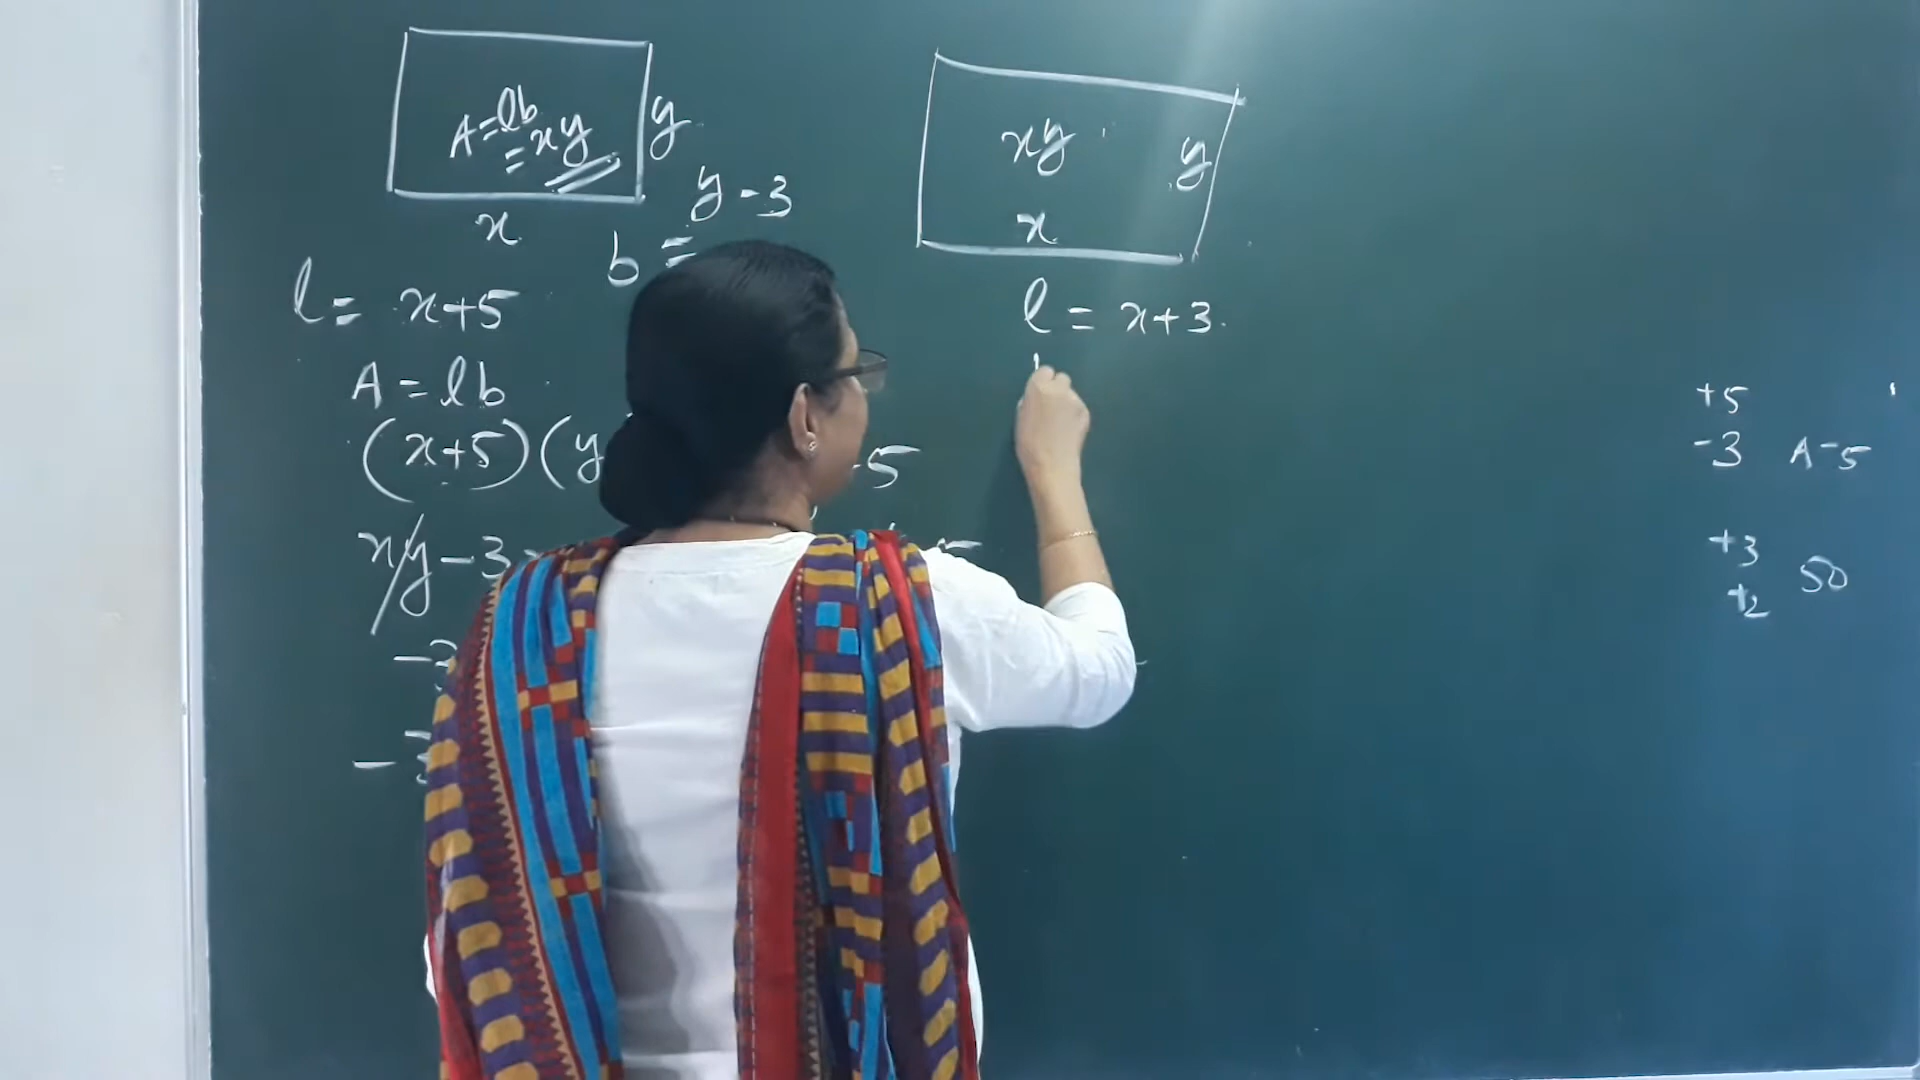 A = lb
= xy
y
x
y - 3
b =
l = x+5
A = lb
(x+5)(y
-5
xy - 3
xy
y
x
l = x+3.
+5
-3 A-5
+3
+2 50